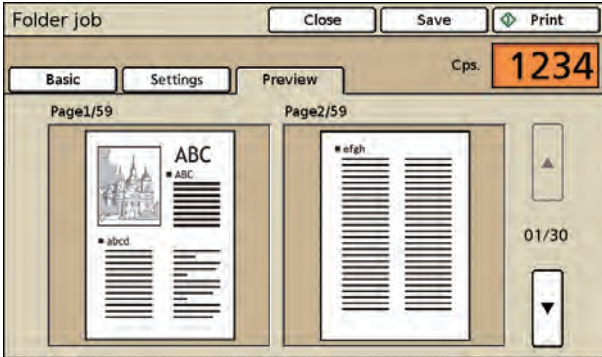 Folder job
Close
Save
Print
Cps.
1234
Basic
Settings
Preview
Page1/59
Page2/59
ABC
■ ABC
■ abcd
■ efgh
▲
01/30
▼